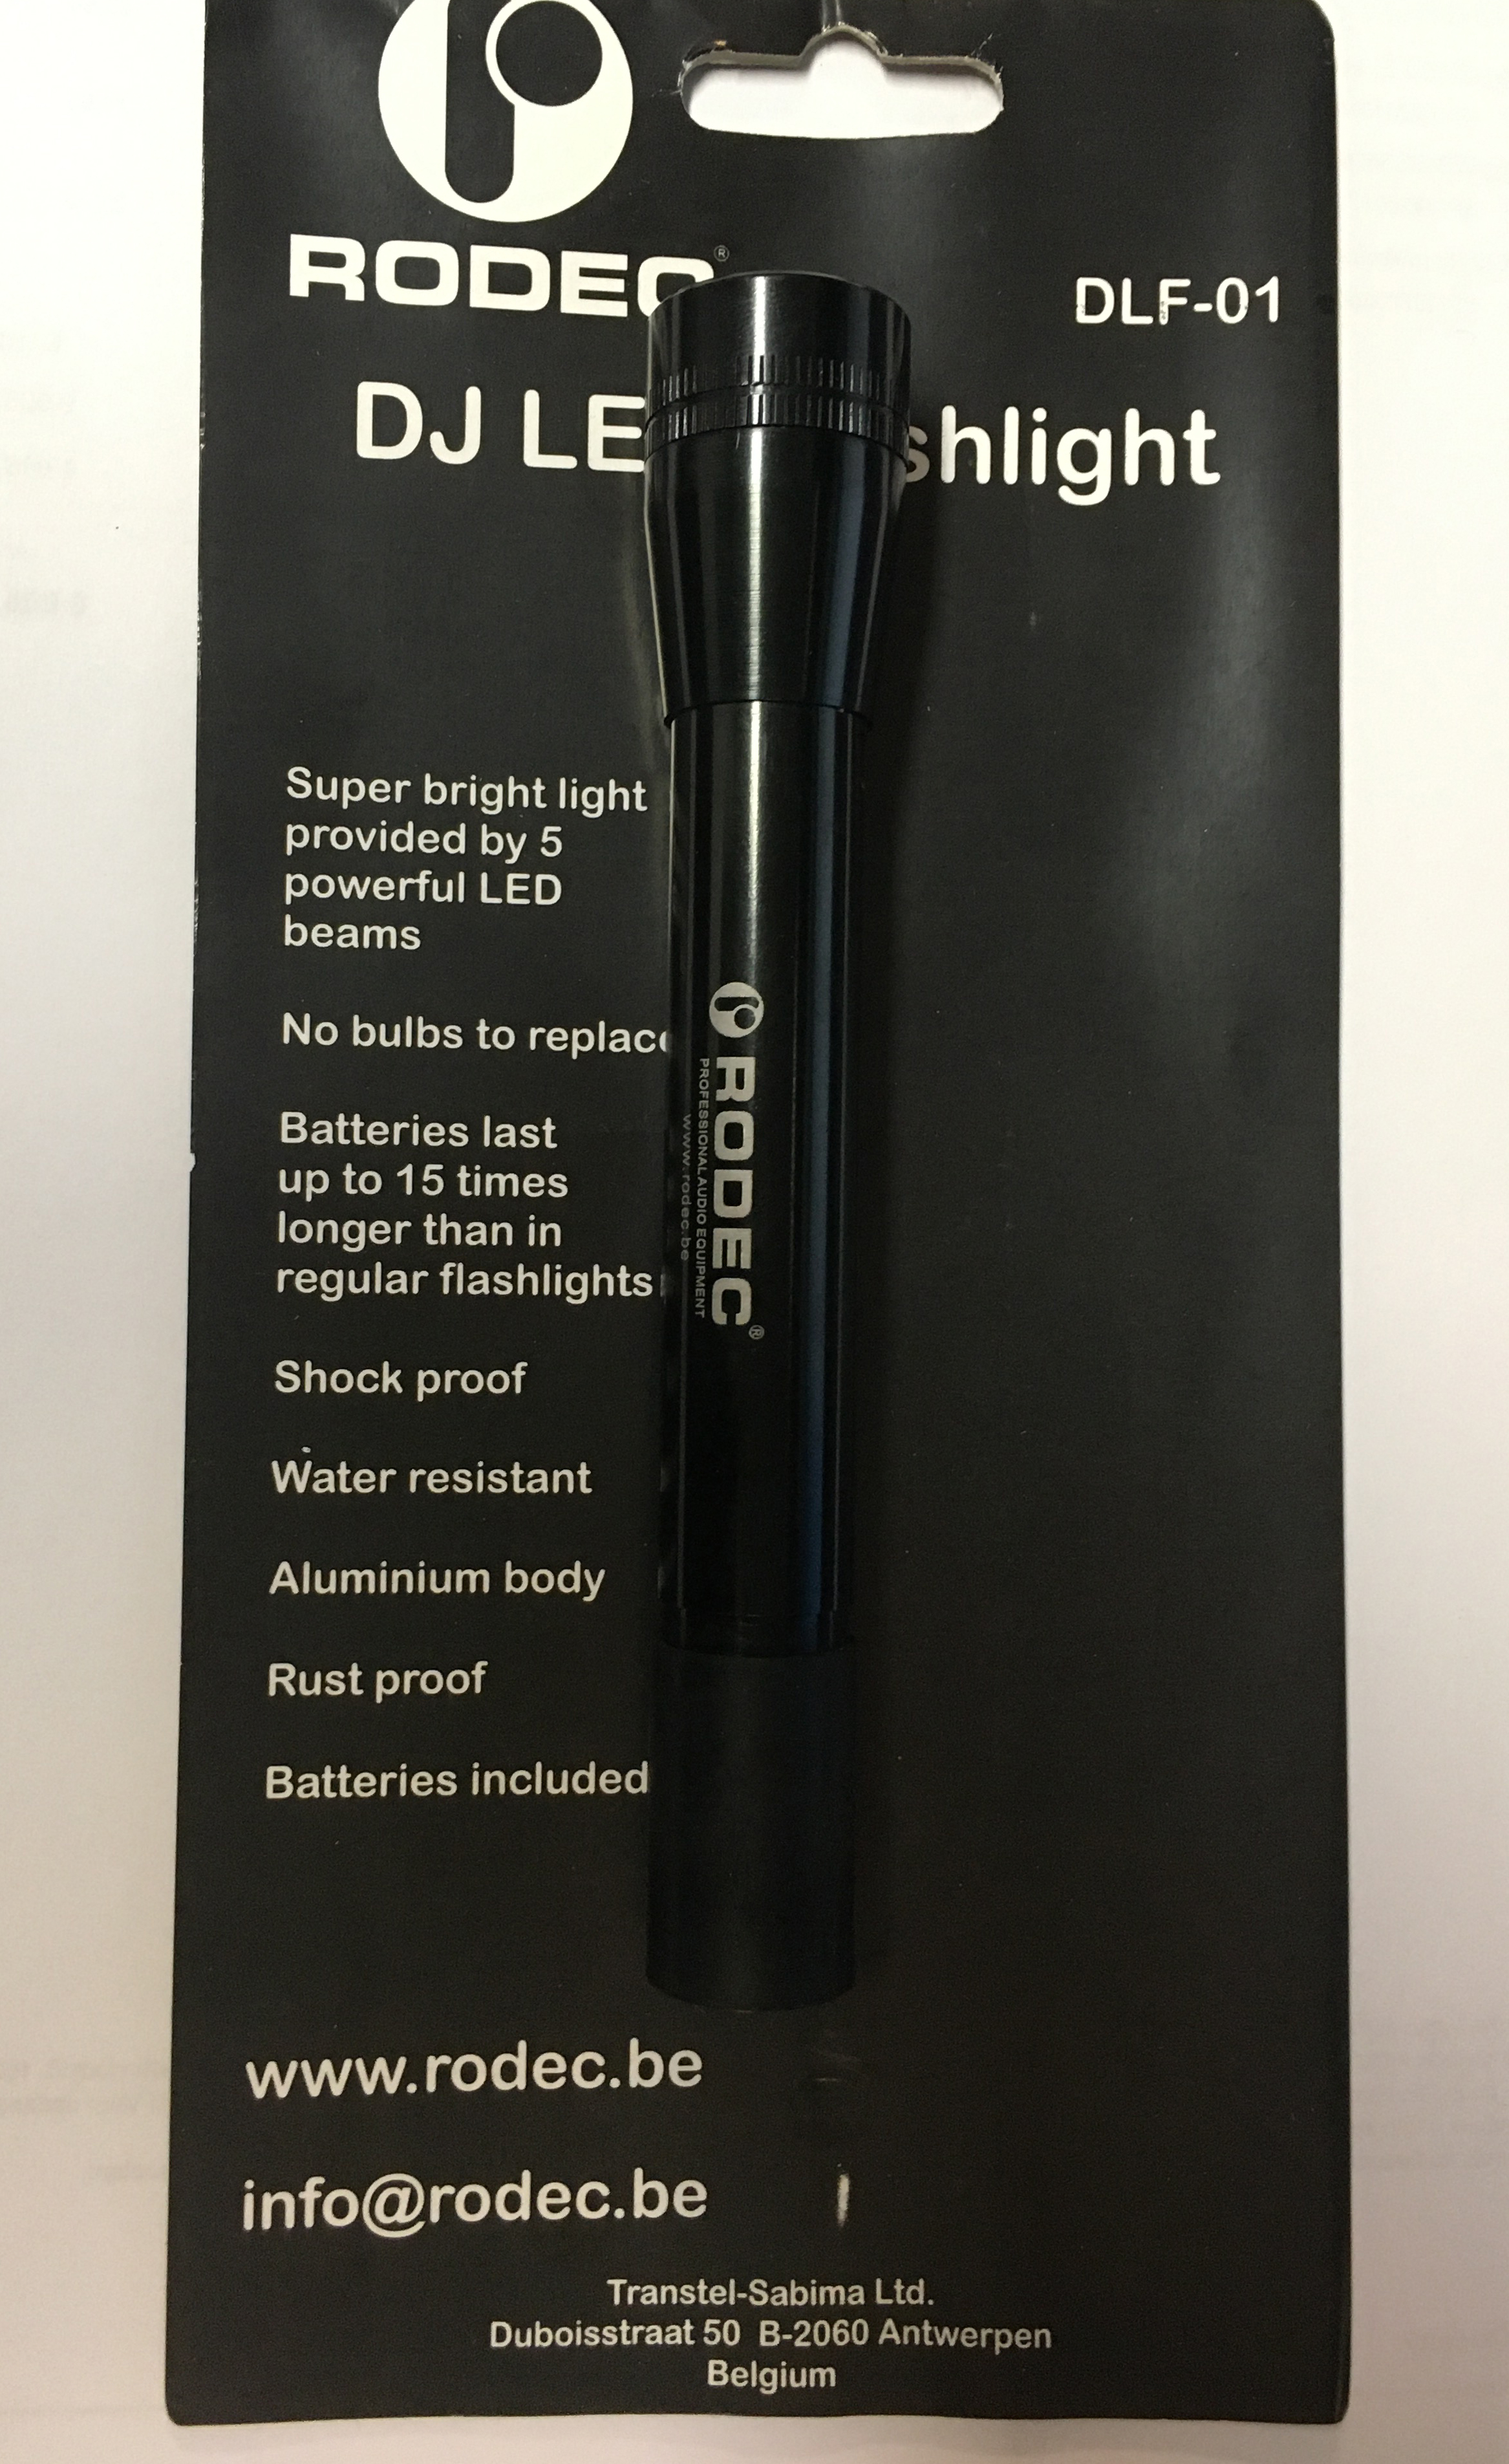 RODEC®
DLF-01
DJ LE shlight
Super bright light
provided by 5
powerful LED
beams
No bulbs to replac
Batteries last
up to 15 times
longer than in
regular flashlights
Shock proof
Water resistant
Aluminium body
Rust proof
Batteries included
RODEC®
PROFESSIONAL AUDIO EQUIPMENT
www.rodec.be
www.rodec.be
info@rodec.be
Transtel-Sabima Ltd.
Duboisstraat 50 B-2060 Antwerpen
Belgium